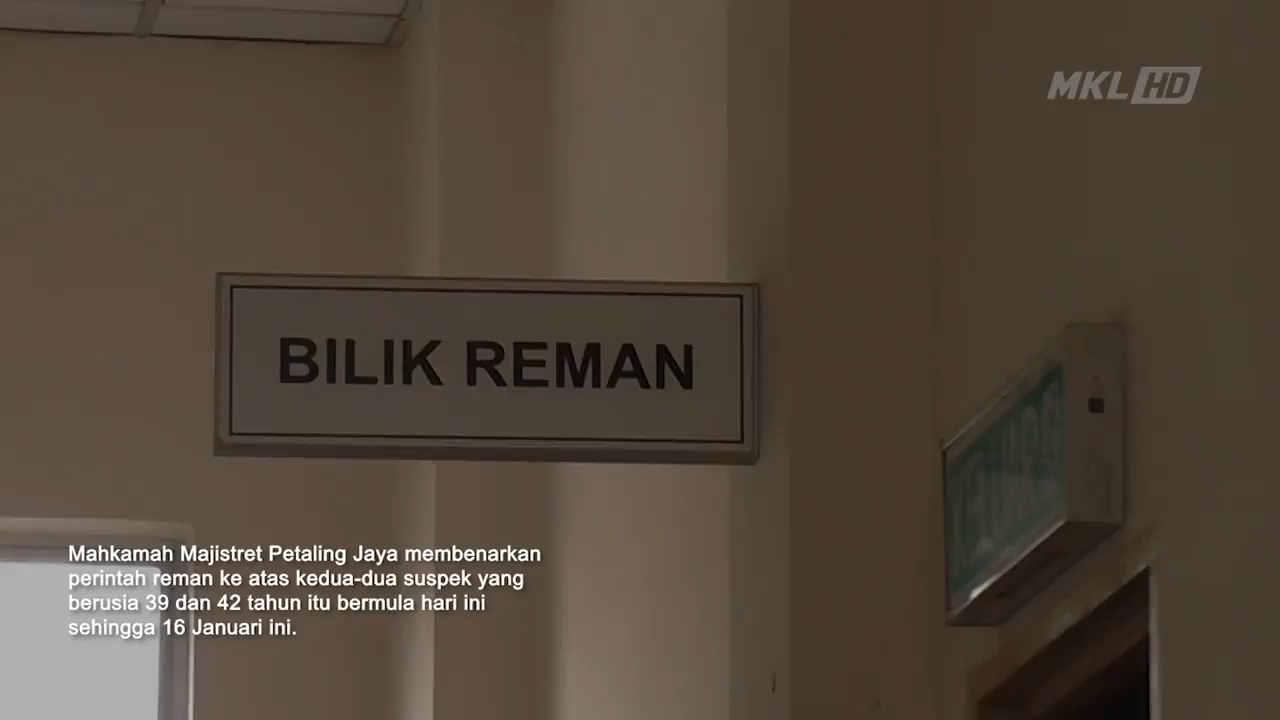 MKL HD
BILIK REMAN
KELUAR
Mahkamah Majistret Petaling Jaya membenarkan
perintah reman ke atas kedua-dua suspek yang
berusia 39 dan 42 tahun itu bermula hari ini
sehingga 16 Januari ini.